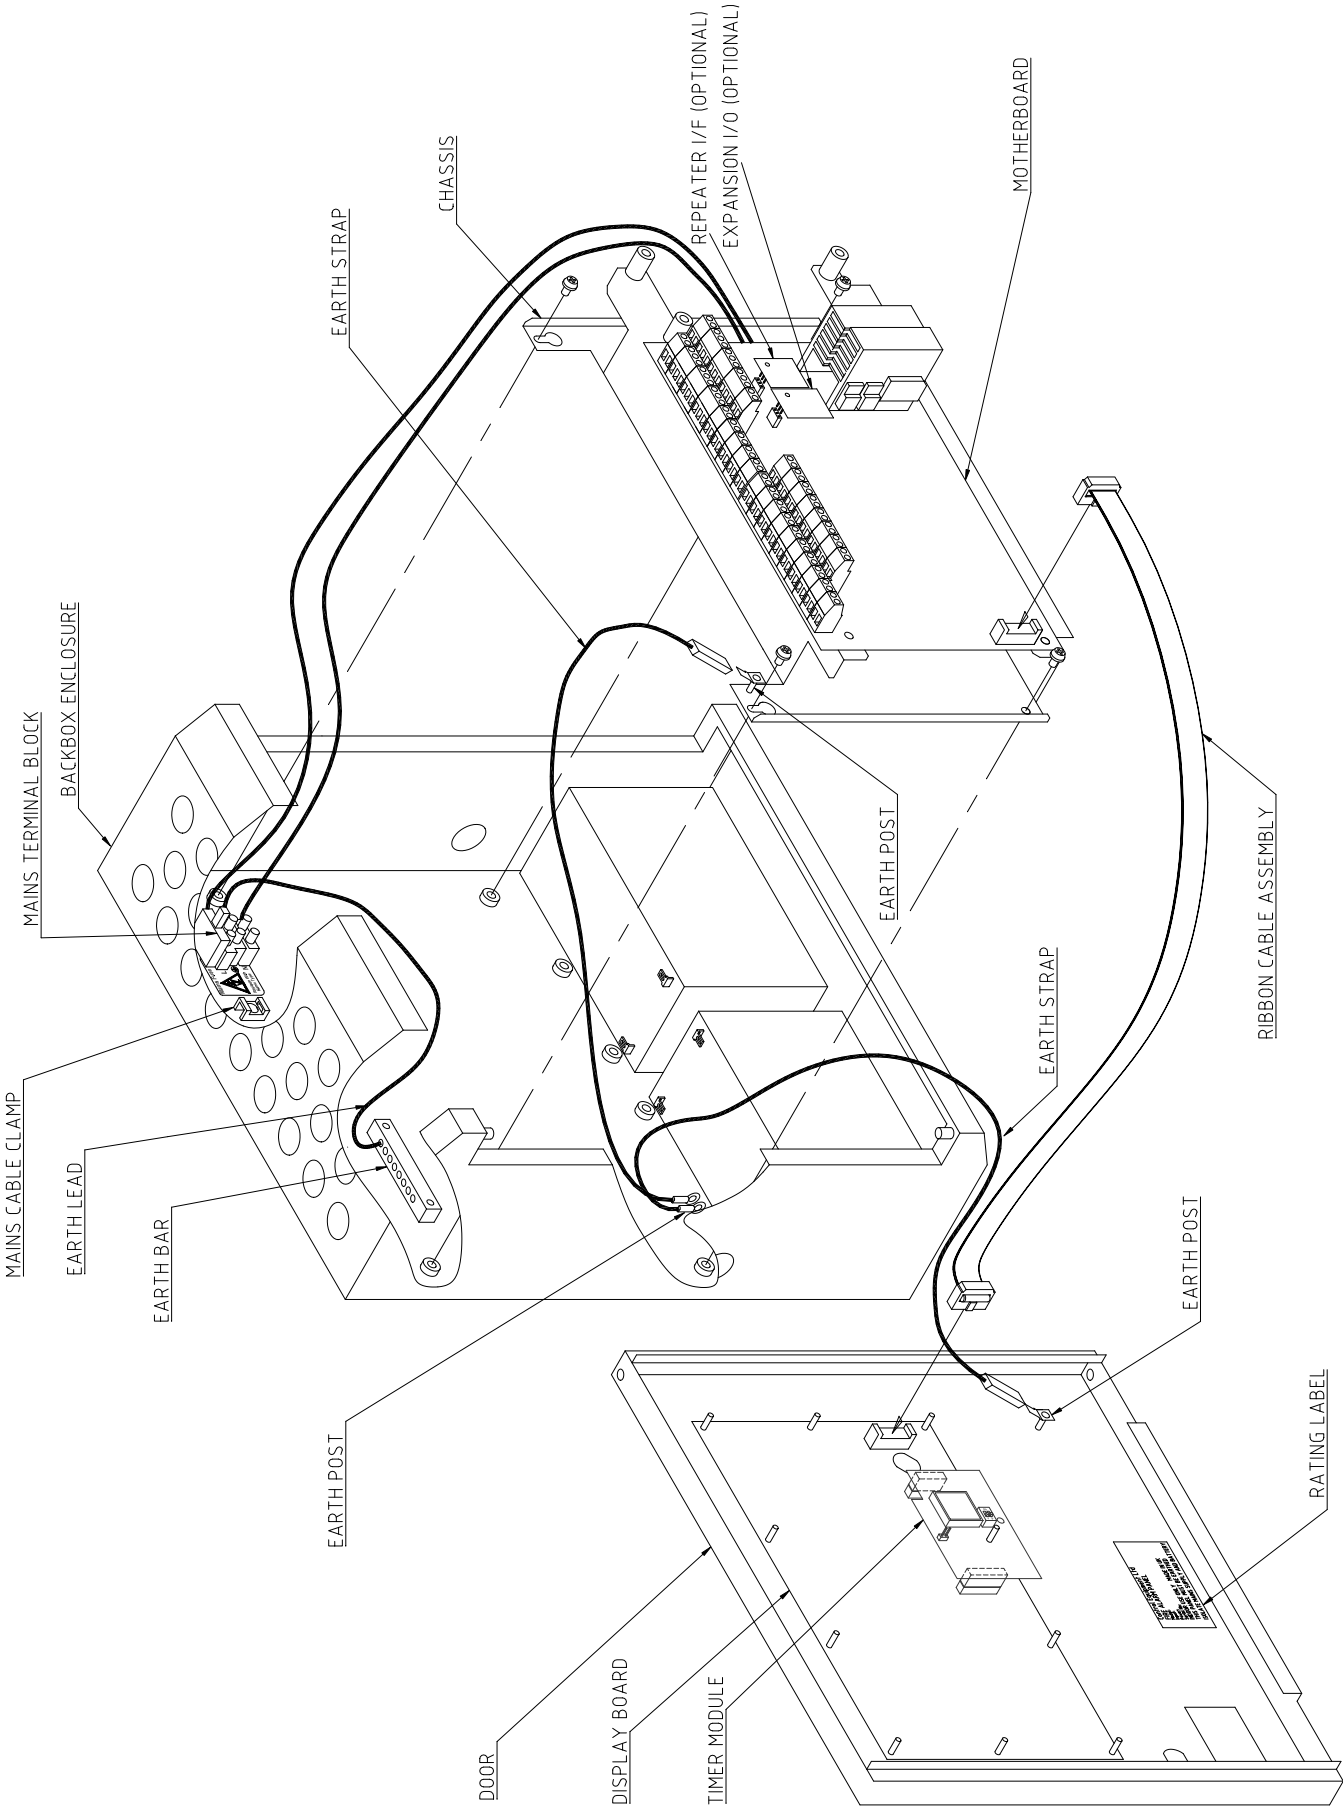 MAINS CABLE CLAMP
MAINS TERMINAL BLOCK
BACKBOX ENCLOSURE
EARTH LEAD
EARTH BAR
EARTH STRAP
CHASSIS
REPEATER I/F (OPTIONAL)
EXPANSION I/O (OPTIONAL)
MOTHERBOARD
EARTH POST
EARTH POST
EARTH STRAP
RIBBON CABLE ASSEMBLY
EARTH POST
RATING LABEL
DOOR
DISPLAY BOARD
TIMER MODULE